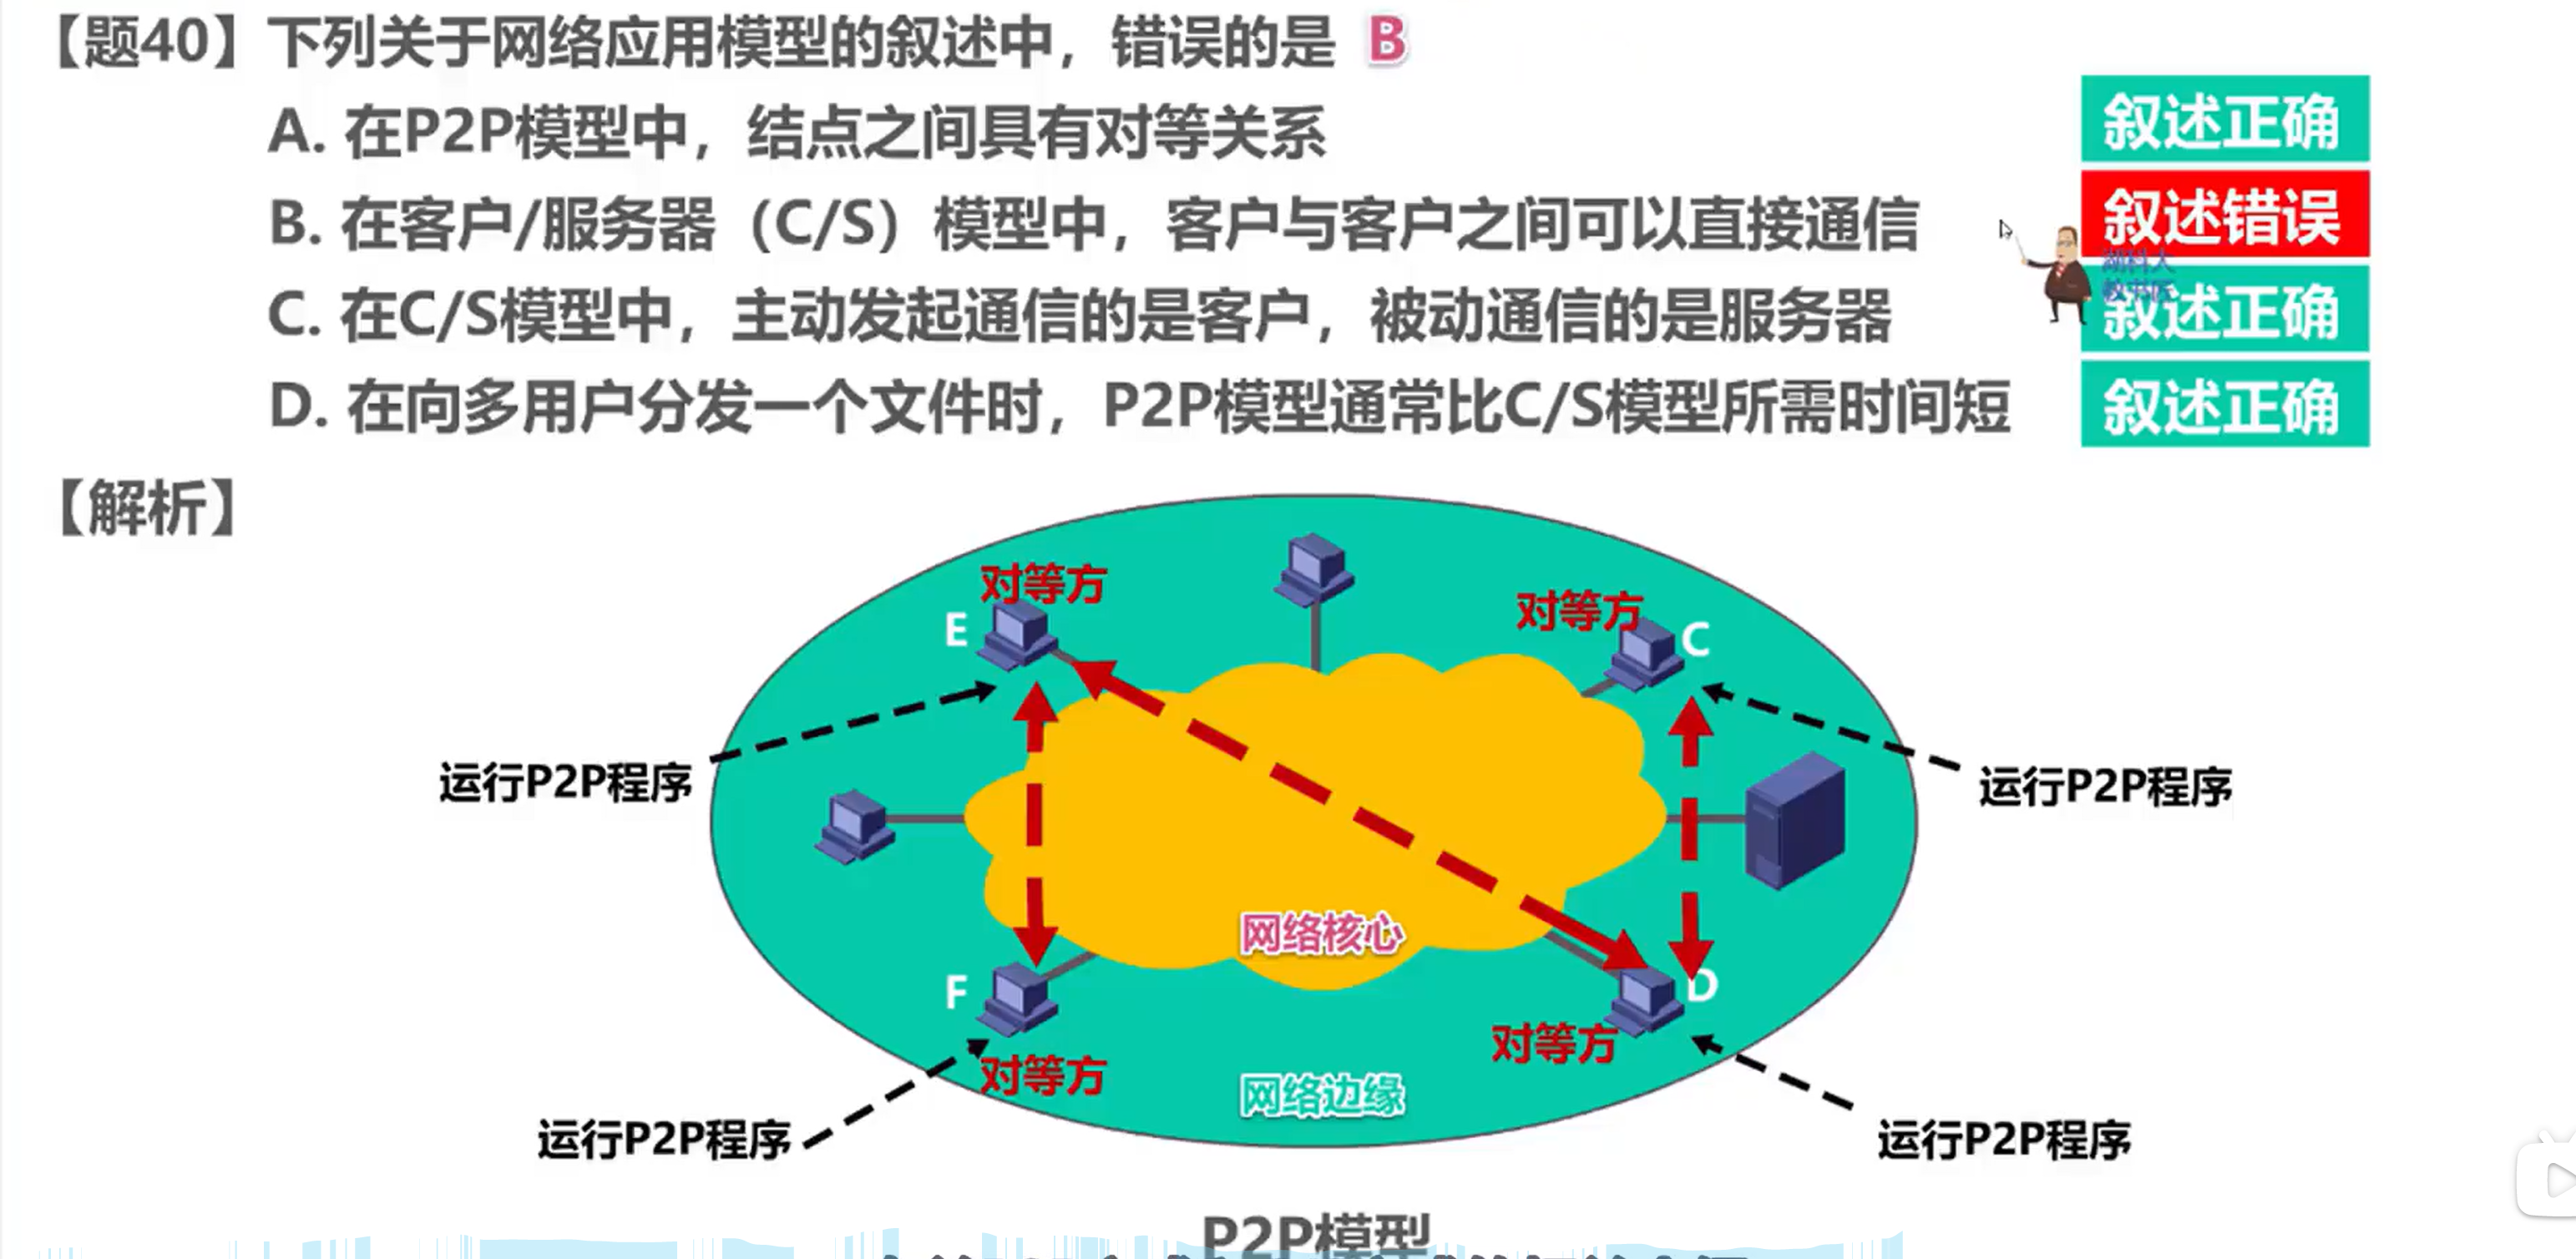 【题40】下列关于网络应用模型的叙述中，错误的是 B
A. 在P2P模型中，结点之间具有对等关系
叙述正确
B. 在客户/服务器（C/S）模型中，客户与客户之间可以直接通信
叙述错误
C. 在C/S模型中，主动发起通信的是客户，被动通信的是服务器
叙述正确
D. 在向多用户分发一个文件时，P2P模型通常比C/S模型所需时间短
叙述正确
【解析】
对等方
对等方
E
C
运行P2P程序
运行P2P程序
网络核心
F
D
对等方
对等方
网络边缘
运行P2P程序
运行P2P程序
P2P模型